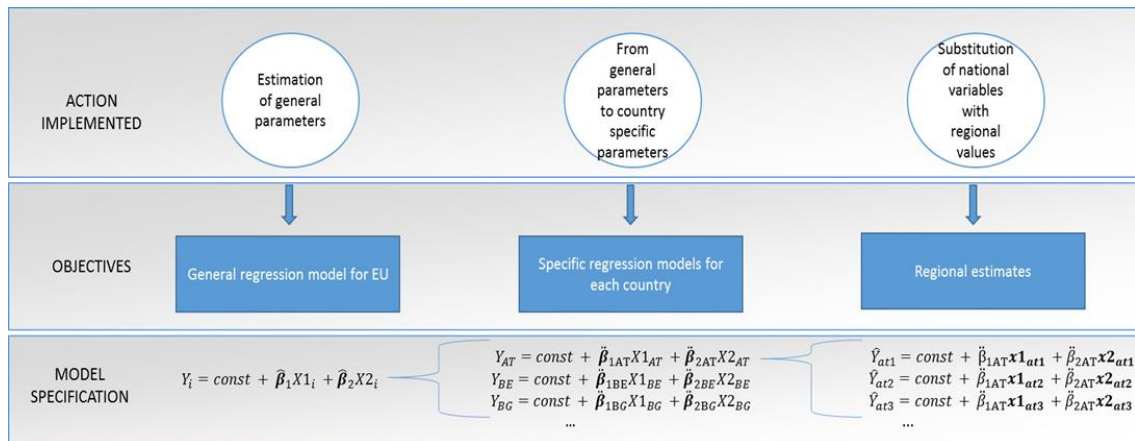 ACTION
IMPLEMENTED
Estimation
of general
parameters
From
general
parameters
to country
specific
parameters
Substitution
of national
variables
with
regional
values
OBJECTIVES
General regression model for EU
Specific regression models for
each country
Regional estimates
MODEL
SPECIFICATION
Y_i = const + β̂_1X1_i + β̂_2X2_i
Y_AT = const + β̈_1AT X1_AT + β̈_2AT X2_AT
Y_BE = const + β̈_1BE X1_BE + β̈_2BE X2_BE
Y_BG = const + β̈_1BG X1_BG + β̈_2BG X2_BG
...
Ŷ_at1 = const + β̈_1AT x1_at1 + β̈_2AT x2_at1
Ŷ_at2 = const + β̈_1AT x1_at2 + β̈_2AT x2_at2
Ŷ_at3 = const + β̈_1AT x1_at3 + β̈_2AT x2_at3
...